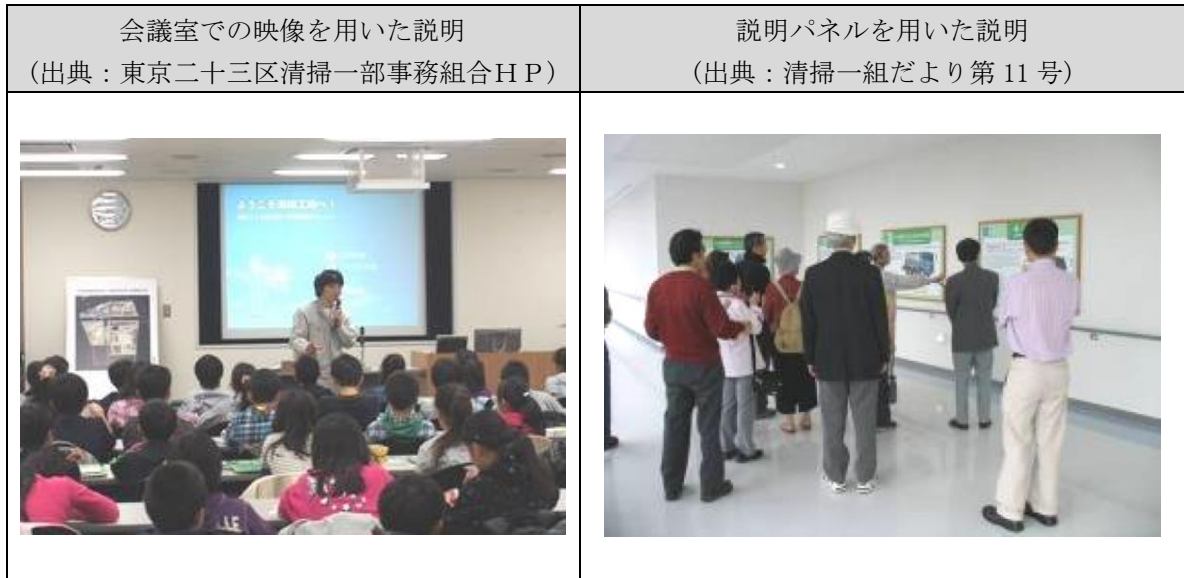 会議室での映像を用いた説明
(出典：東京二十三区清掃一部事務組合ＨＰ)
説明パネルを用いた説明
(出典：清掃一組だより第 11 号)
ようこそ清掃工場へ！